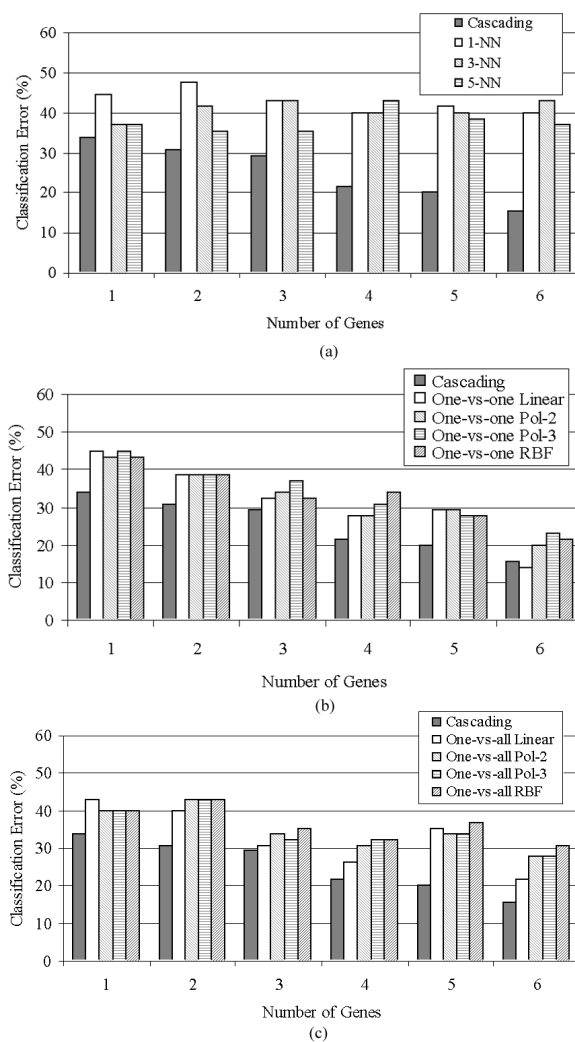 Cascading
1-NN
3-NN
5-NN
60
50
40
30
20
10
0
Classification Error (%)
1 2 3 4 5 6
Number of Genes
(a)
Cascading
One-vs-one Linear
One-vs-one Pol-2
One-vs-one Pol-3
One-vs-one RBF
60
50
40
30
20
10
0
Classification Error (%)
1 2 3 4 5 6
Number of Genes
(b)
Cascading
One-vs-all Linear
One-vs-all Pol-2
One-vs-all Pol-3
One-vs-all RBF
60
50
40
30
20
10
0
Classification Error (%)
1 2 3 4 5 6
Number of Genes
(c)